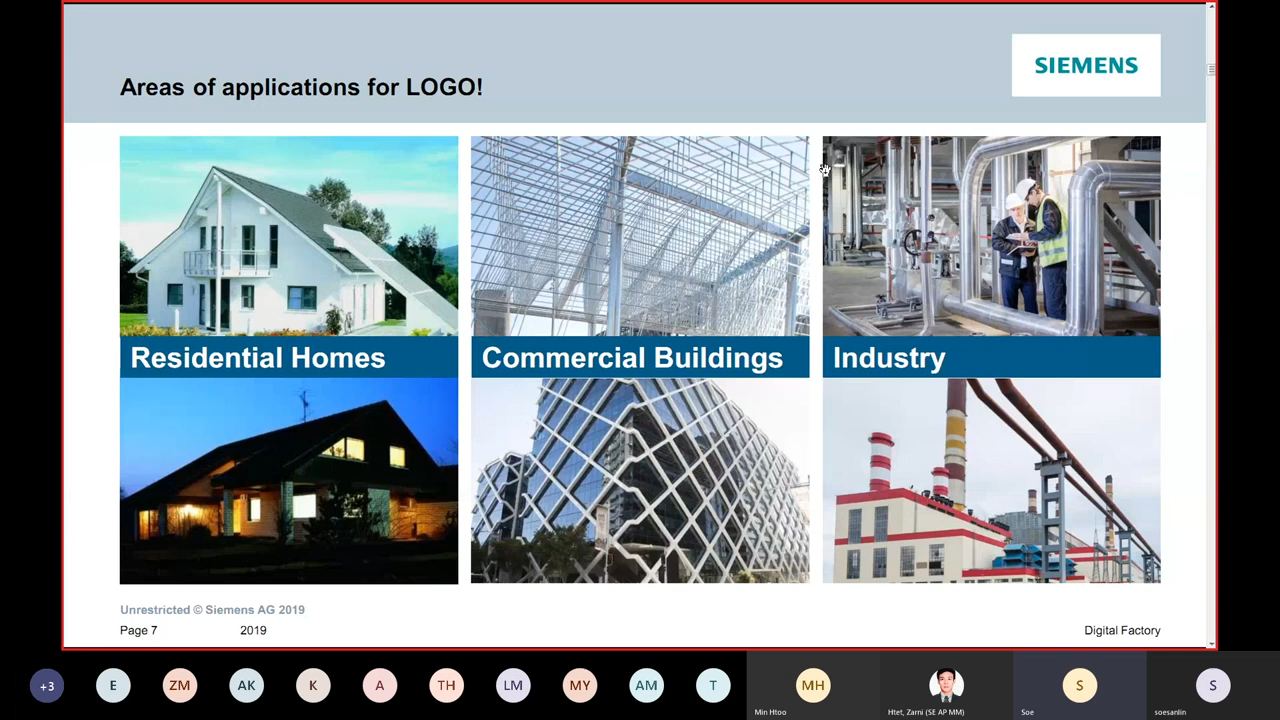 SIEMENS
Areas of applications for LOGO!
Residential Homes
Commercial Buildings
Industry
Unrestricted © Siemens AG 2019
Page 7
2019
Digital Factory
+3
E
ZM
AK
K
A
TH
LM
MY
AM
T
MH
S
S
Min Htoo
Htet, Zarni (SE AP MM)
Soe
soesanlin